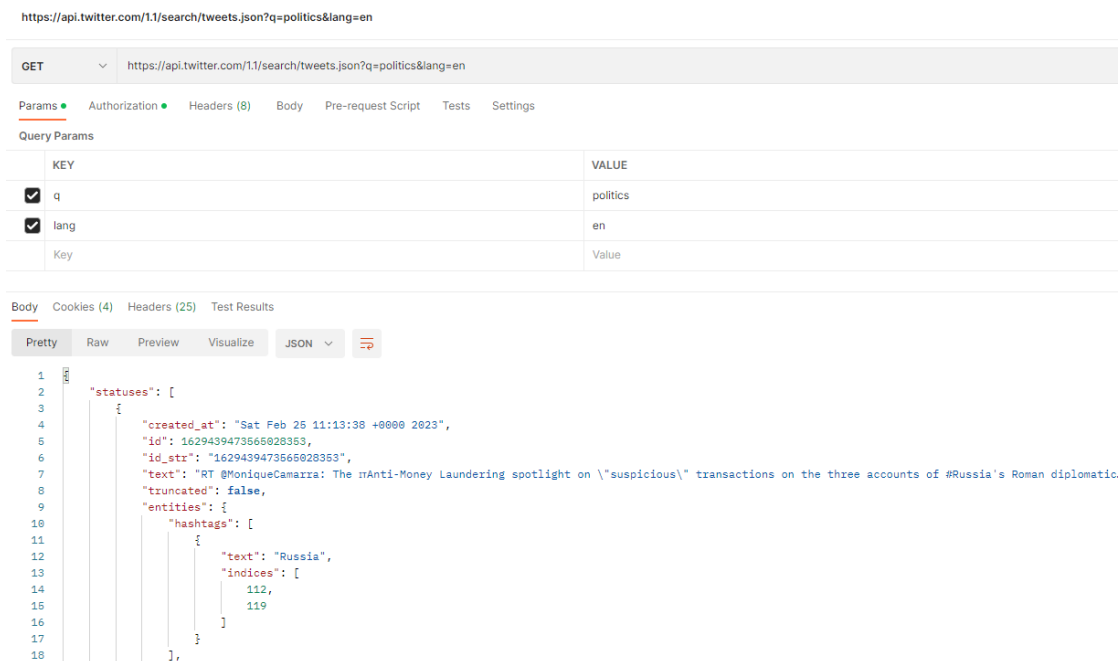 https://api.twitter.com/1.1/search/tweets.json?q=politics&lang=en
GET https://api.twitter.com/1.1/search/tweets.json?q=politics&lang=en
Params Authorization Headers (8) Body Pre-request Script Tests Settings
Query Params
KEY VALUE
q politics
lang en
Key Value
Body Cookies (4) Headers (25) Test Results
Pretty Raw Preview Visualize JSON
1 {
2 "statuses": [
3 {
4 "created_at": "Sat Feb 25 11:13:38 +0000 2023",
5 "id": 1629439473565028353,
6 "id_str": "1629439473565028353",
7 "text": "RT @MoniqueCamarra: The Anti-Money Laundering spotlight on \"suspicious\" transactions on the three accounts of #Russia's Roman diplomatic.
8 "truncated": false,
9 "entities": {
10 "hashtags": [
11 {
12 "text": "Russia",
13 "indices": [
14 112,
15 119
16 ]
17 }
18 ],